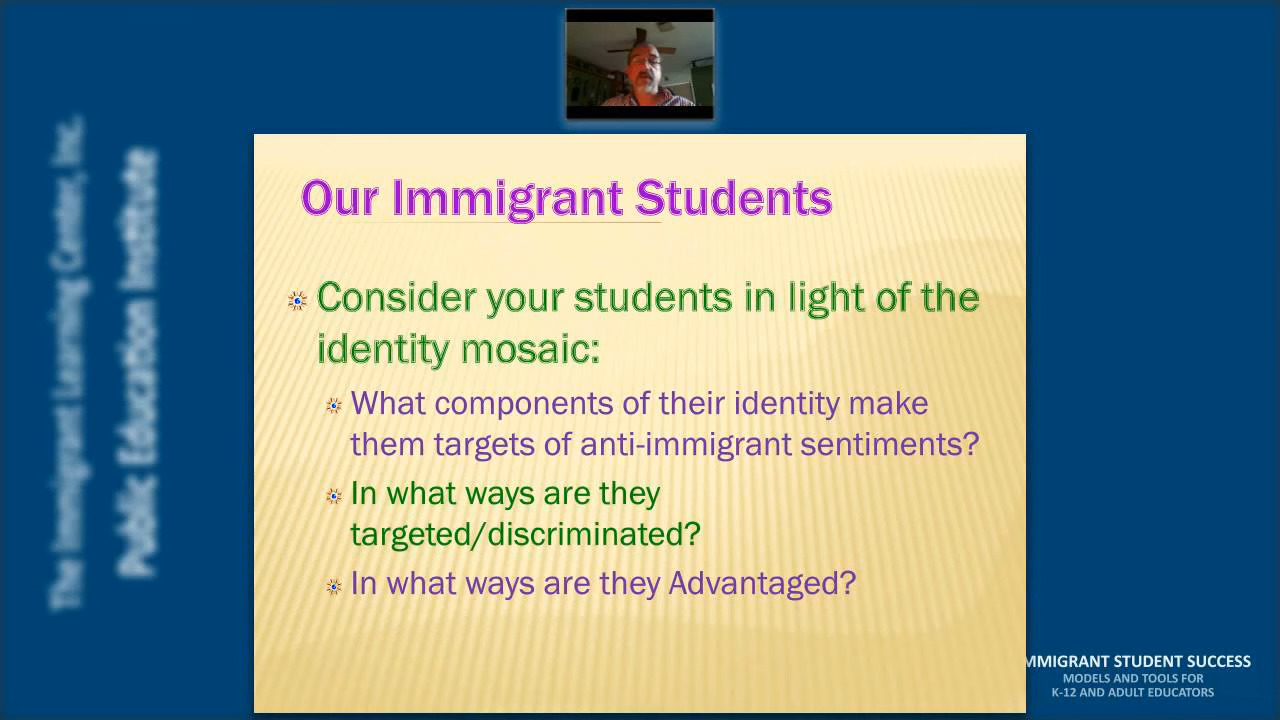 The Immigrant Learning Center, Inc.
Public Education Institute
Our Immigrant Students
Consider your students in light of the
identity mosaic:
What components of their identity make
them targets of anti-immigrant sentiments?
In what ways are they
targeted/discriminated?
In what ways are they Advantaged?
MMIGRANT STUDENT SUCCESS
MODELS AND TOOLS FOR
K-12 AND ADULT EDUCATORS